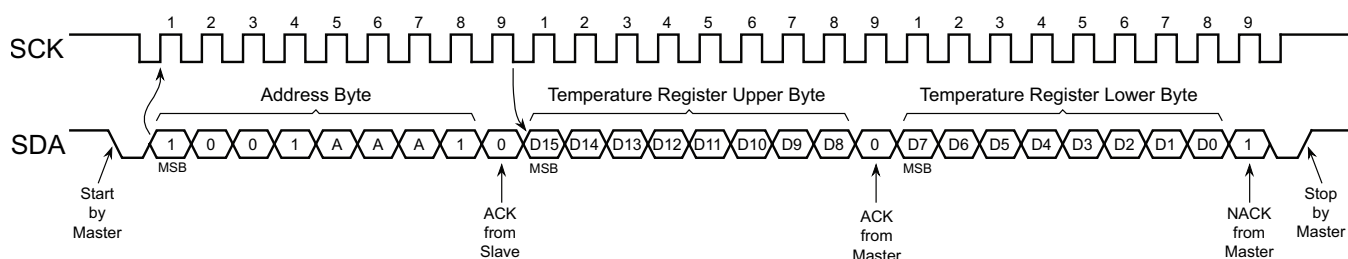 1 2 3 4 5 6 7 8 9 1 2 3 4 5 6 7 8 9 1 2 3 4 5 6 7 8 9
SCK
Address Byte Temperature Register Upper Byte Temperature Register Lower Byte
SDA 1 0 0 1 A A A 1 0 D15 D14 D13 D12 D11 D10 D9 D8 0 D7 D6 D5 D4 D3 D2 D1 D0 1
MSB MSB MSB
Start
by
Master
ACK
from
Slave
ACK
from
Master
NACK
from
Master
Stop
by
Master